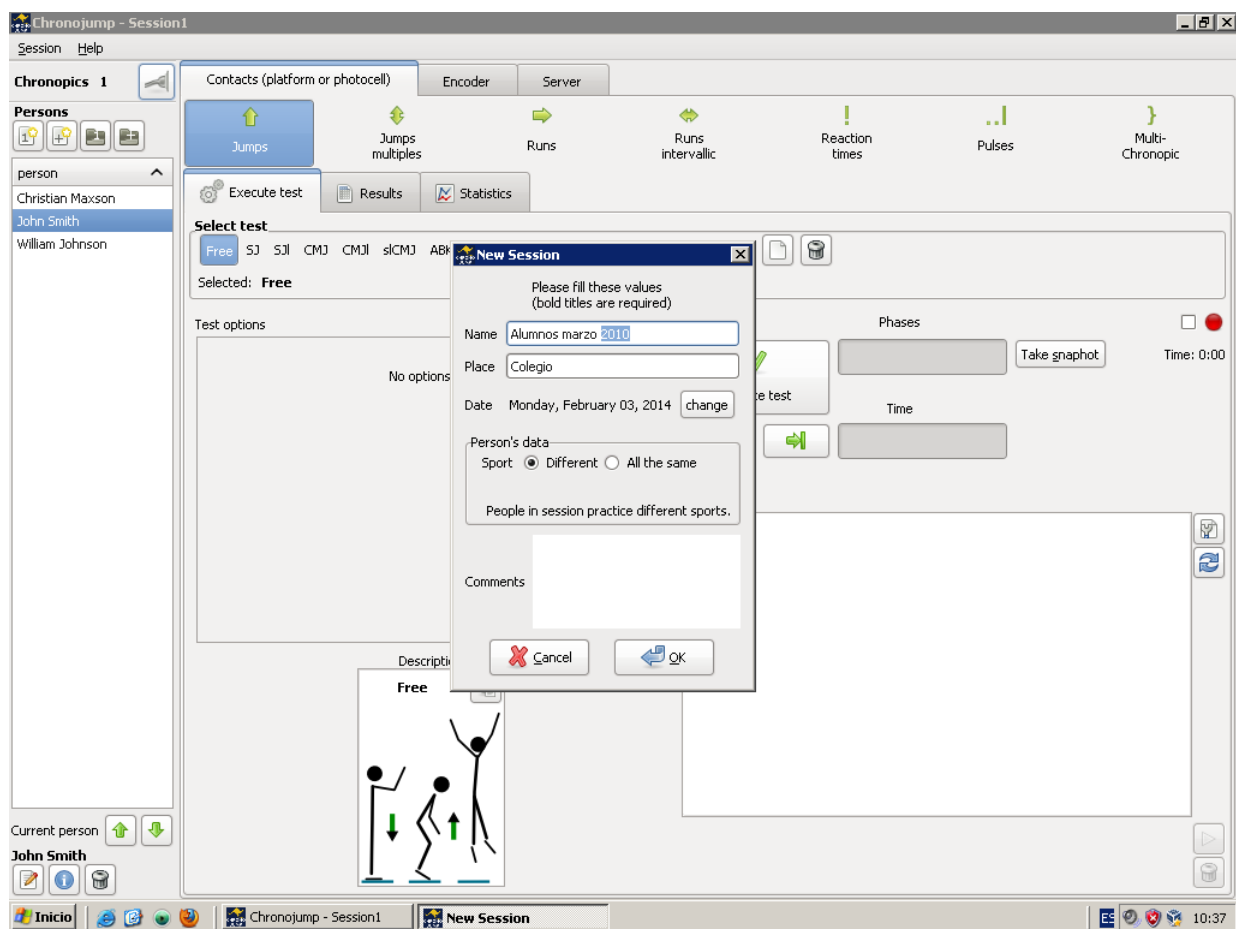 Chronojump - Session1
Session Help
Chronopics 1
Contacts (platform or photocell) Encoder Server
Persons
Jumps
Jumps multiples
Runs
Runs intervallic
Reaction times
Pulses
Multi-Chronopic
person
Christian Maxson
John Smith
William Johnson
Execute test Results Statistics
Select test
Free SJ SJl CMJ CMJl slCMJ
Selected: Free
Test options
No options
New Session
Please fill these values
(bold titles are required)
Name Alumnos marzo 2010
Place Colegio
Date Monday, February 03, 2014 change
Person's data
Sport Different All the same
People in session practice different sports.
Comments
Cancel OK
Phases
Take snaphot
Time: 0:00
test
Time
Free
Current person
John Smith
Inicio
Chronojump - Session1
New Session
ES
10:37